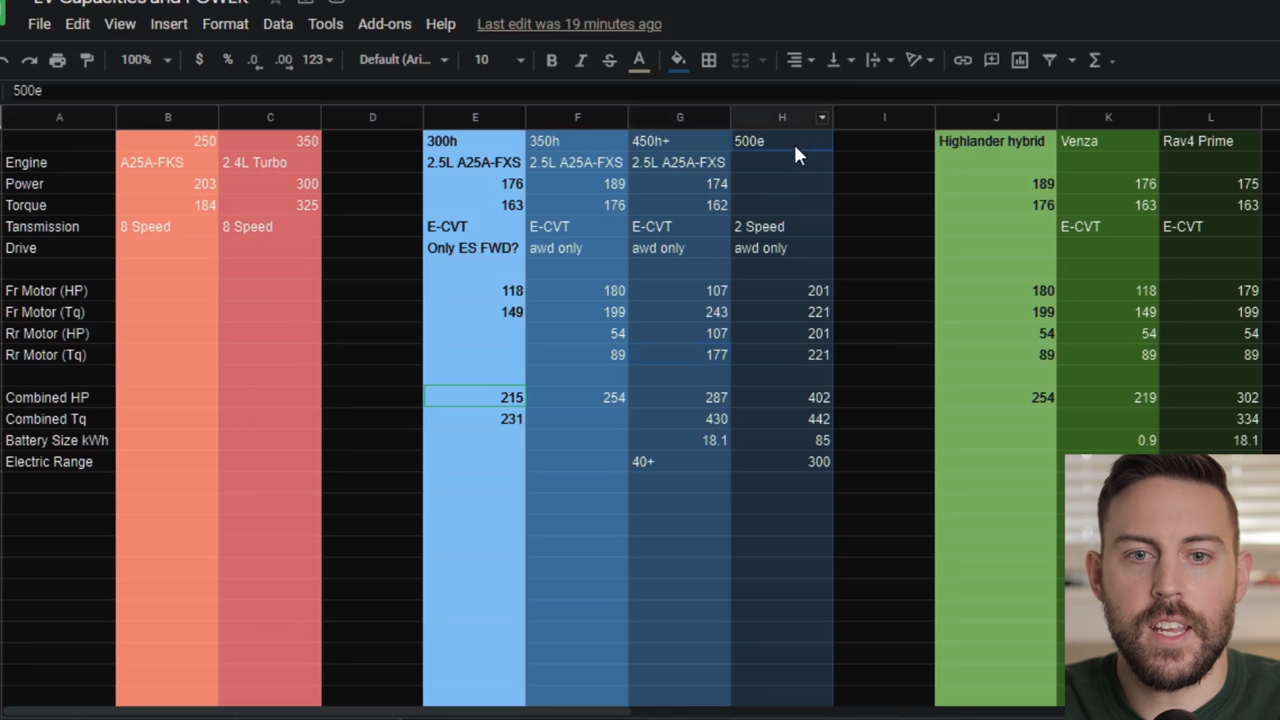 EV Capacities and POWER
File Edit View Insert Format Data Tools Add-ons Help Last edit was 19 minutes ago
100% $ % .0 .00 123 Default (Ari... 10 B I S A
500e
A B C D E F G H I J K L
250 350 300h 350h 450h+ 500e Highlander hybrid Venza Rav4 Prime
Engine A25A-FKS 2.4L Turbo 2.5L A25A-FXS 2.5L A25A-FXS 2.5L A25A-FXS
Power 203 300 176 189 174 189 176 175
Torque 184 325 163 176 162 176 163 163
Tansmission 8 Speed 8 Speed E-CVT E-CVT E-CVT 2 Speed E-CVT E-CVT
Drive Only ES FWD? awd only awd only awd only
Fr Motor (HP) 118 180 107 201 180 118 179
Fr Motor (Tq) 149 199 243 221 199 149 199
Rr Motor (HP) 54 107 201 54 54 54
Rr Motor (Tq) 89 177 221 89 89 89
Combined HP 215 254 287 402 254 219 302
Combined Tq 231 430 442 334
Battery Size kWh 18.1 85 0.9 18.1
Electric Range 40+ 300